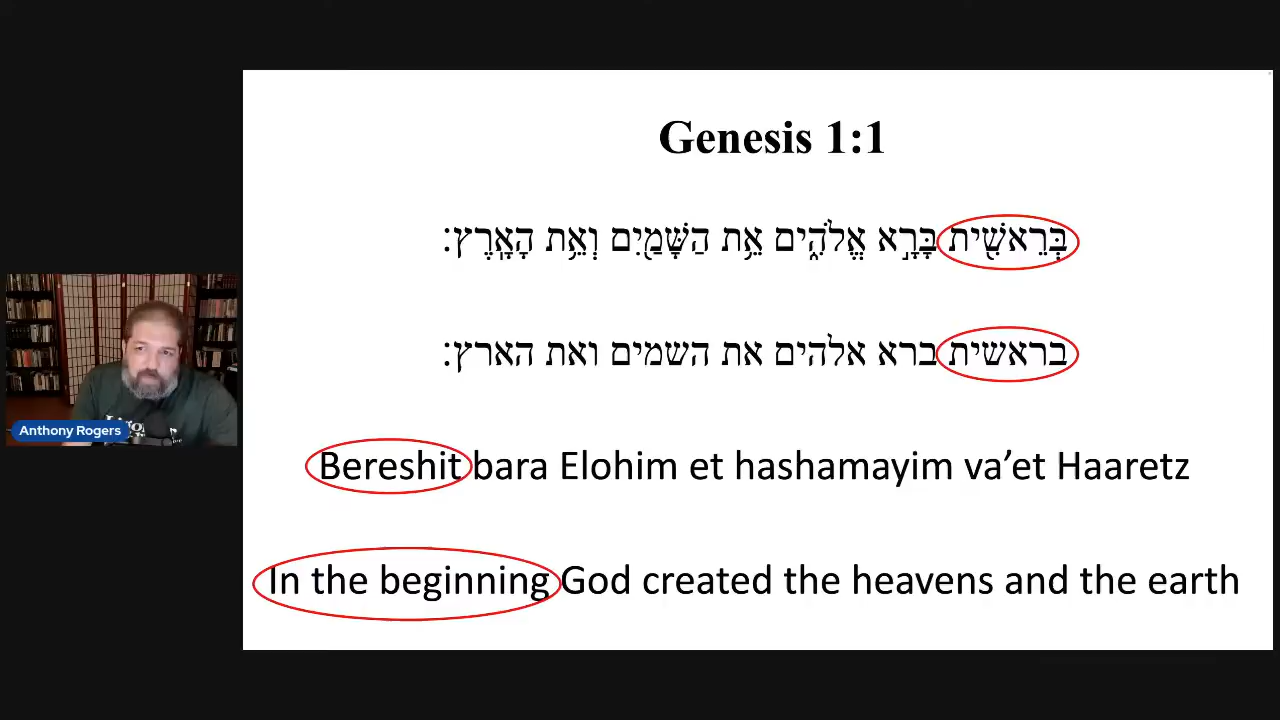 Genesis 1:1
בְּרֵאשִׁ֖ית בָּרָ֣א אֱלֹהִ֑ים אֵ֥ת הַשָּׁמַ֖יִם וְאֵ֥ת הָאָֽרֶץ׃
בראשית ברא אלהים את השמים ואת הארץ׃
Anthony Rogers
Bereshit bara Elohim et hashamayim va’et Haaretz
In the beginning God created the heavens and the earth